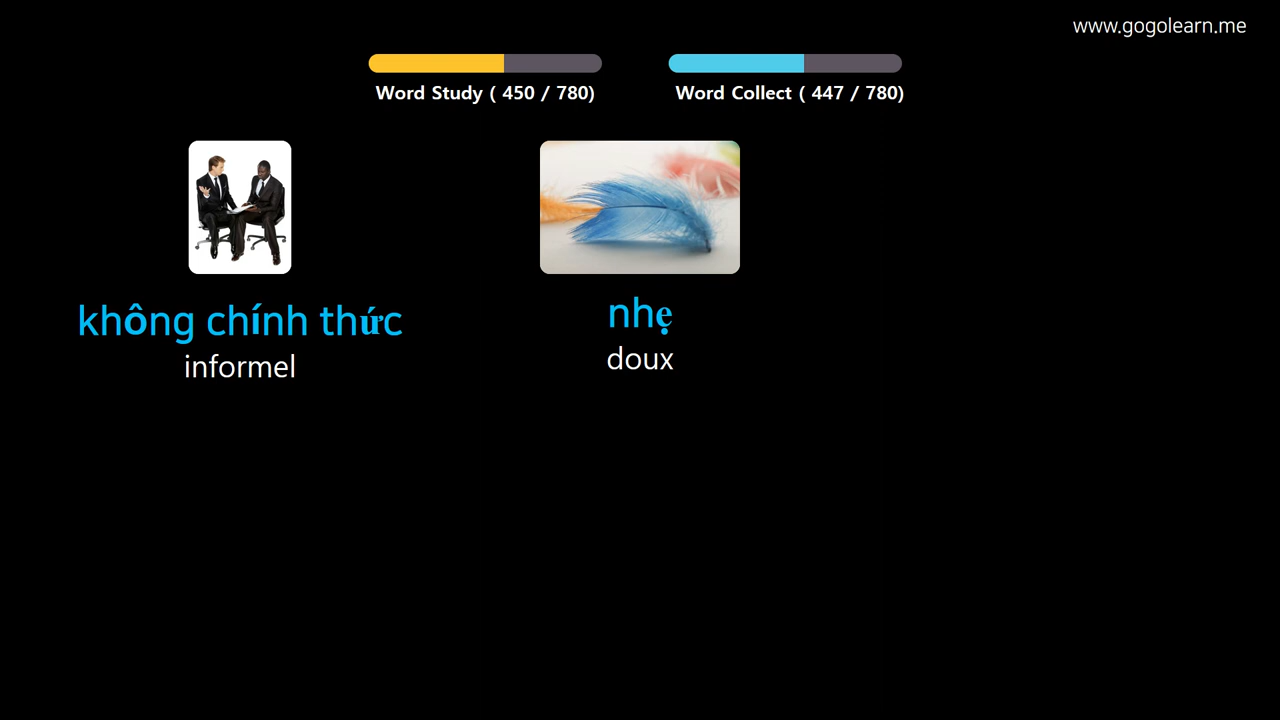 www.gogolearn.me
Word Study ( 450 / 780)
Word Collect ( 447 / 780)
không chính thức
informel
nhẹ
doux